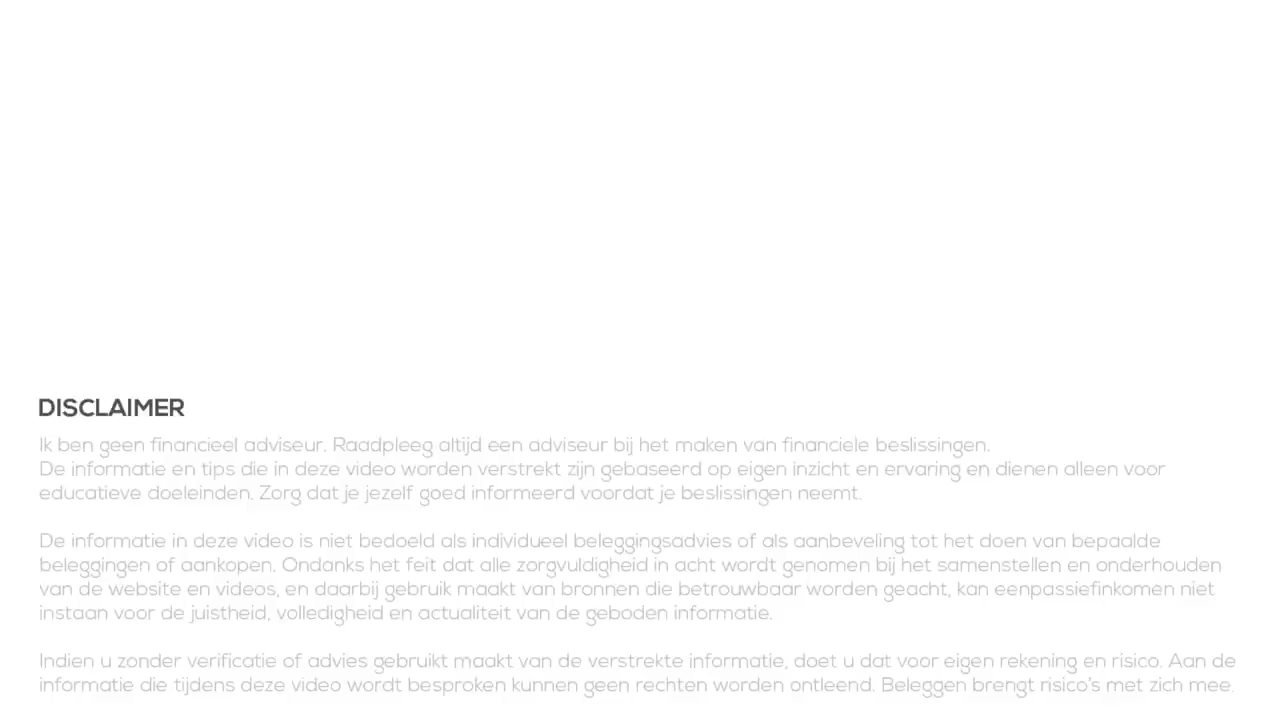 DISCLAIMER
Ik ben geen financieel adviseur. Raadpleeg altijd een adviseur bij het maken van financiele beslissingen.
De informatie en tips die in deze video worden verstrekt zijn gebaseerd op eigen inzicht en ervaring en dienen alleen voor
educatieve doeleinden. Zorg dat je jezelf goed informeerd voordat je beslissingen neemt.
De informatie in deze video is niet bedoeld als individueel beleggingsadvies of als aanbeveling tot het doen van bepaalde
beleggingen of aankopen. Ondanks het feit dat alle zorgvuldigheid in acht wordt genomen bij het samenstellen en onderhouden
van de website en videos, en daarbij gebruik maakt van bronnen die betrouwbaar worden geacht, kan eenpassiefinkomen niet
instaan voor de juistheid, volledigheid en actualiteit van de geboden informatie.
Indien u zonder verificatie of advies gebruikt maakt van de verstrekte informatie, doet u dat voor eigen rekening en risico. Aan de
informatie die tijdens deze video wordt besproken kunnen geen rechten worden ontleend. Beleggen brengt risico's met zich mee.